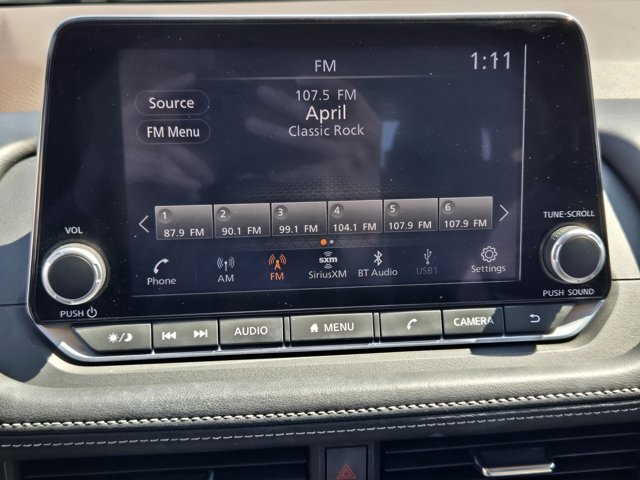 FM
1:11
Source
107.5 FM
April
FM Menu
Classic Rock
1 2 3 4 5 6
87.9 FM 90.1 FM 99.1 FM 104.1 FM 107.9 FM 107.9 FM
TUNE·SCROLL
VOL
sxm
Phone AM FM SiriusXM BT Audio USB1 Settings
PUSH
PUSH SOUND
AUDIO MENU CAMERA